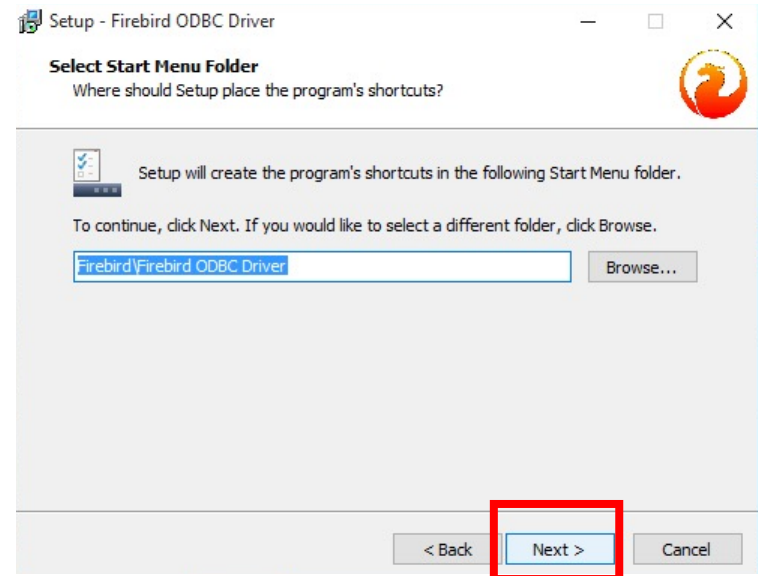 Setup - Firebird ODBC Driver
Select Start Menu Folder
Where should Setup place the program's shortcuts?
Setup will create the program's shortcuts in the following Start Menu folder.
To continue, click Next. If you would like to select a different folder, click Browse.
Firebird\Firebird ODBC Driver
Browse...
< Back
Next >
Cancel